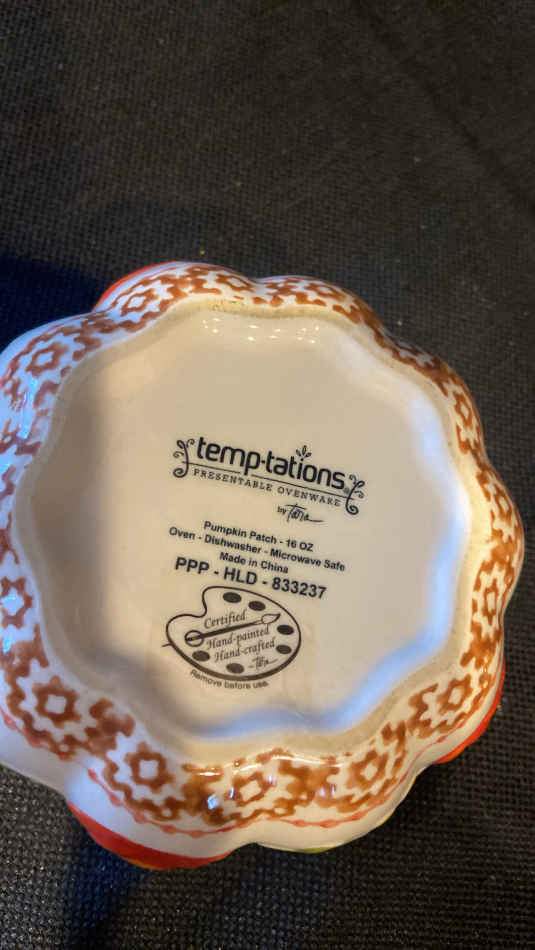 temp-tations®
PRESENTABLE OVENWARE
by Tara
Pumpkin Patch - 16 OZ
Oven - Dishwasher - Microwave Safe
Made in China
PPP - HLD - 833237
Certified
Hand-painted
Hand-crafted
- Tara
Remove before use.